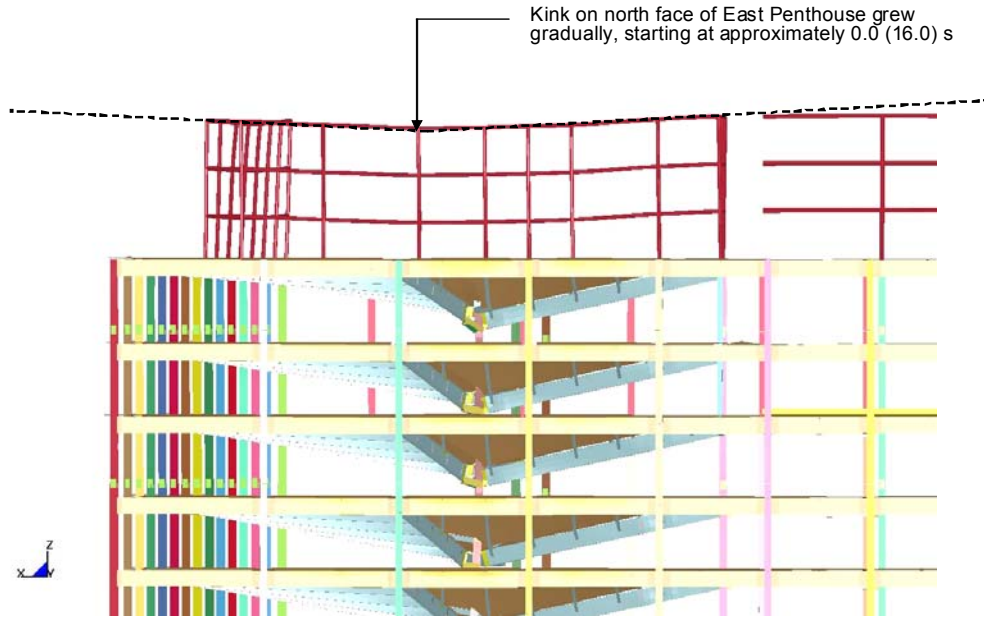 Kink on north face of East Penthouse grew
gradually, starting at approximately 0.0 (16.0) s
Z
X
Y